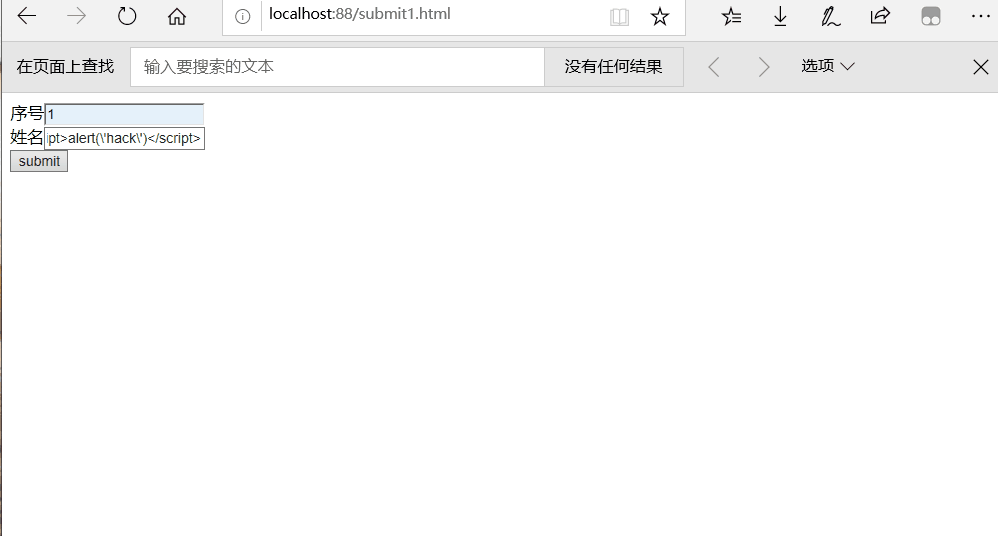 localhost:88/submit1.html
在页面上查找 输入要搜索的文本 没有任何结果 选项
序号 1
姓名 ipt>alert(\'hack\')</script>
submit